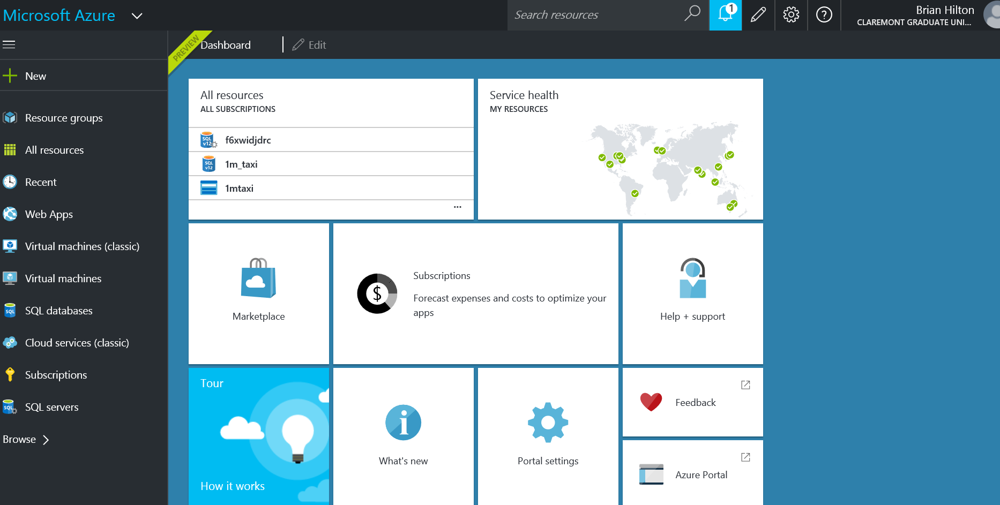 Microsoft Azure
Search resources
1
Brian Hilton
CLAREMONT GRADUATE UNI...
PREVIEW
Dashboard
Edit
New
Resource groups
All resources
Recent
Web Apps
Virtual machines (classic)
Virtual machines
SQL databases
Cloud services (classic)
Subscriptions
SQL servers
Browse
All resources
ALL SUBSCRIPTIONS
SQL
v12
f6xwidjdrc
SQL
v12
1m_taxi
1mtaxi
...
Service health
MY RESOURCES
Marketplace
$
Subscriptions
Forecast expenses and costs to optimize your
apps
Help + support
Tour
How it works
What's new
Portal settings
Feedback
Azure Portal
SQL
SQL